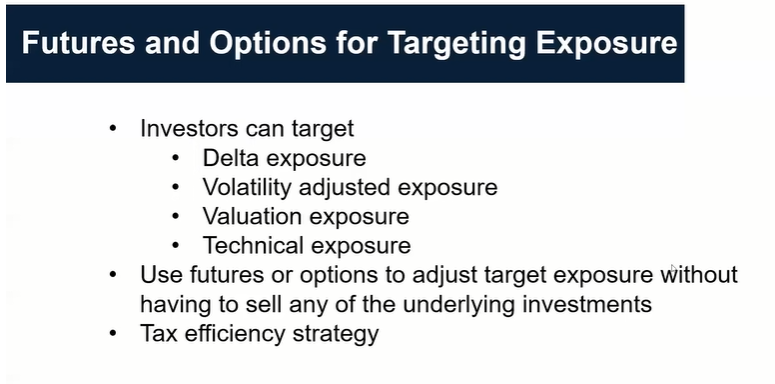 Futures and Options for Targeting Exposure
• Investors can target
• Delta exposure
• Volatility adjusted exposure
• Valuation exposure
• Technical exposure
• Use futures or options to adjust target exposure without
having to sell any of the underlying investments
• Tax efficiency strategy